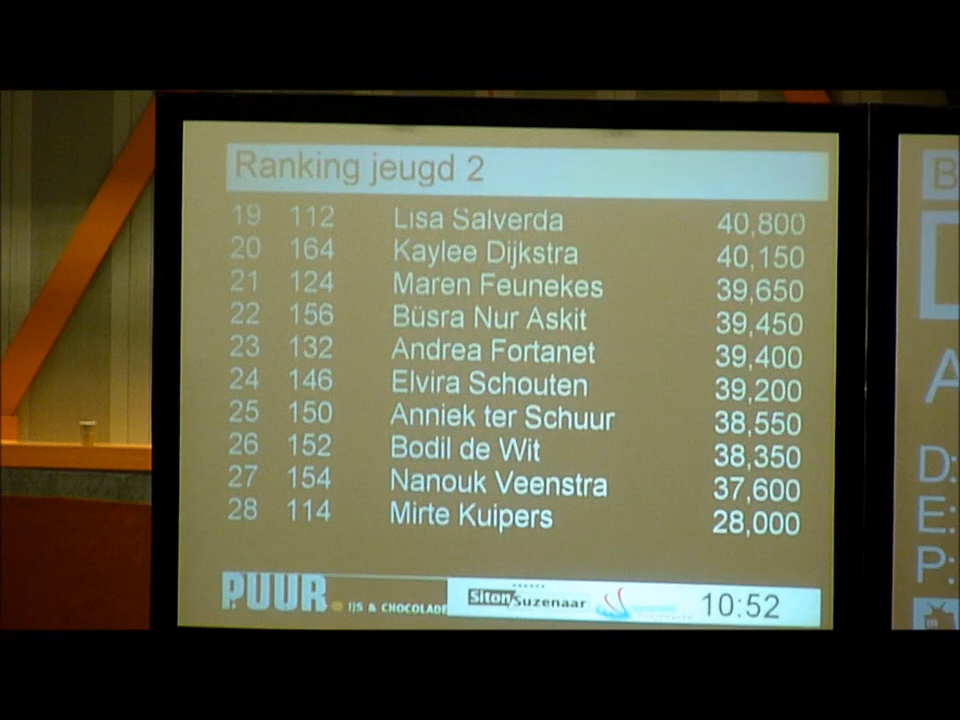 Ranking jeugd 2
19 112 Lisa Salverda 40,800
20 164 Kaylee Dijkstra 40,150
21 124 Maren Feunekes 39,650
22 156 Büsra Nur Askit 39,450
23 132 Andrea Fortanet 39,400
24 146 Elvira Schouten 39,200
25 150 Anniek ter Schuur 38,550
26 152 Bodil de Wit 38,350
27 154 Nanouk Veenstra 37,600
28 114 Mirte Kuipers 28,000
PUUR IJS & CHOCOLADE Siton/Suzenaar 10:52
B
A
D:
E:
P: